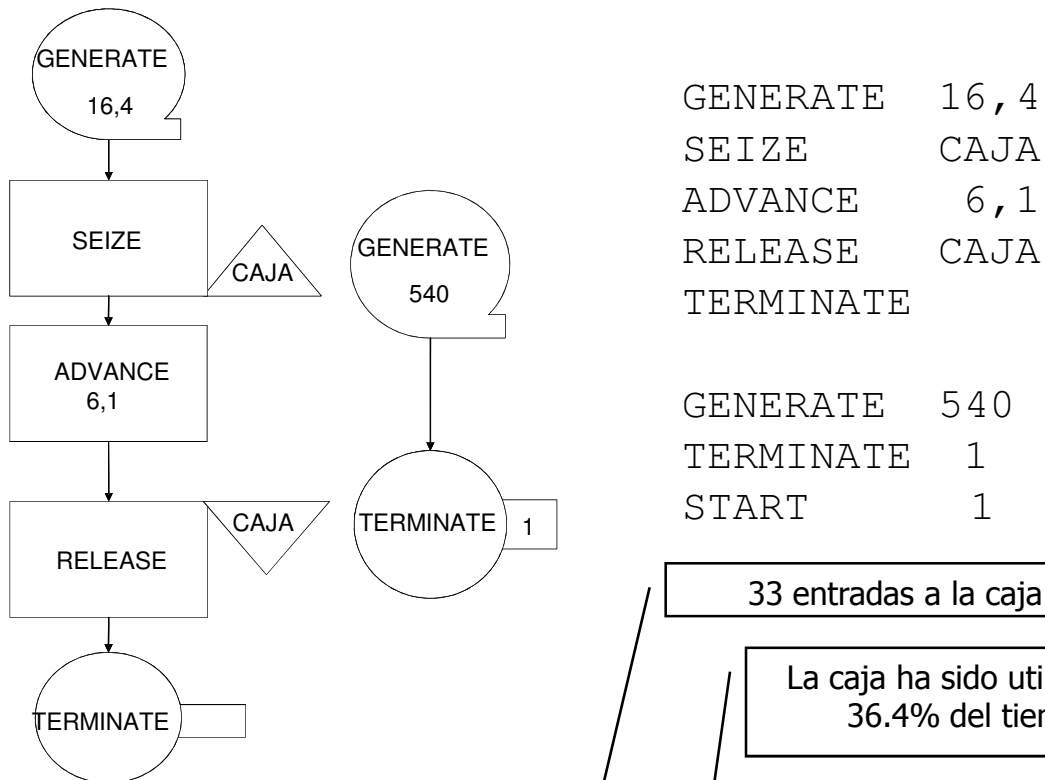 GENERATE
16,4
SEIZE
CAJA
ADVANCE
6,1
RELEASE
CAJA
TERMINATE
GENERATE
540
TERMINATE
1
GENERATE 16,4
SEIZE CAJA
ADVANCE 6,1
RELEASE CAJA
TERMINATE
GENERATE 540
TERMINATE 1
START 1
33 entradas a la caja
La caja ha sido
36.4% del